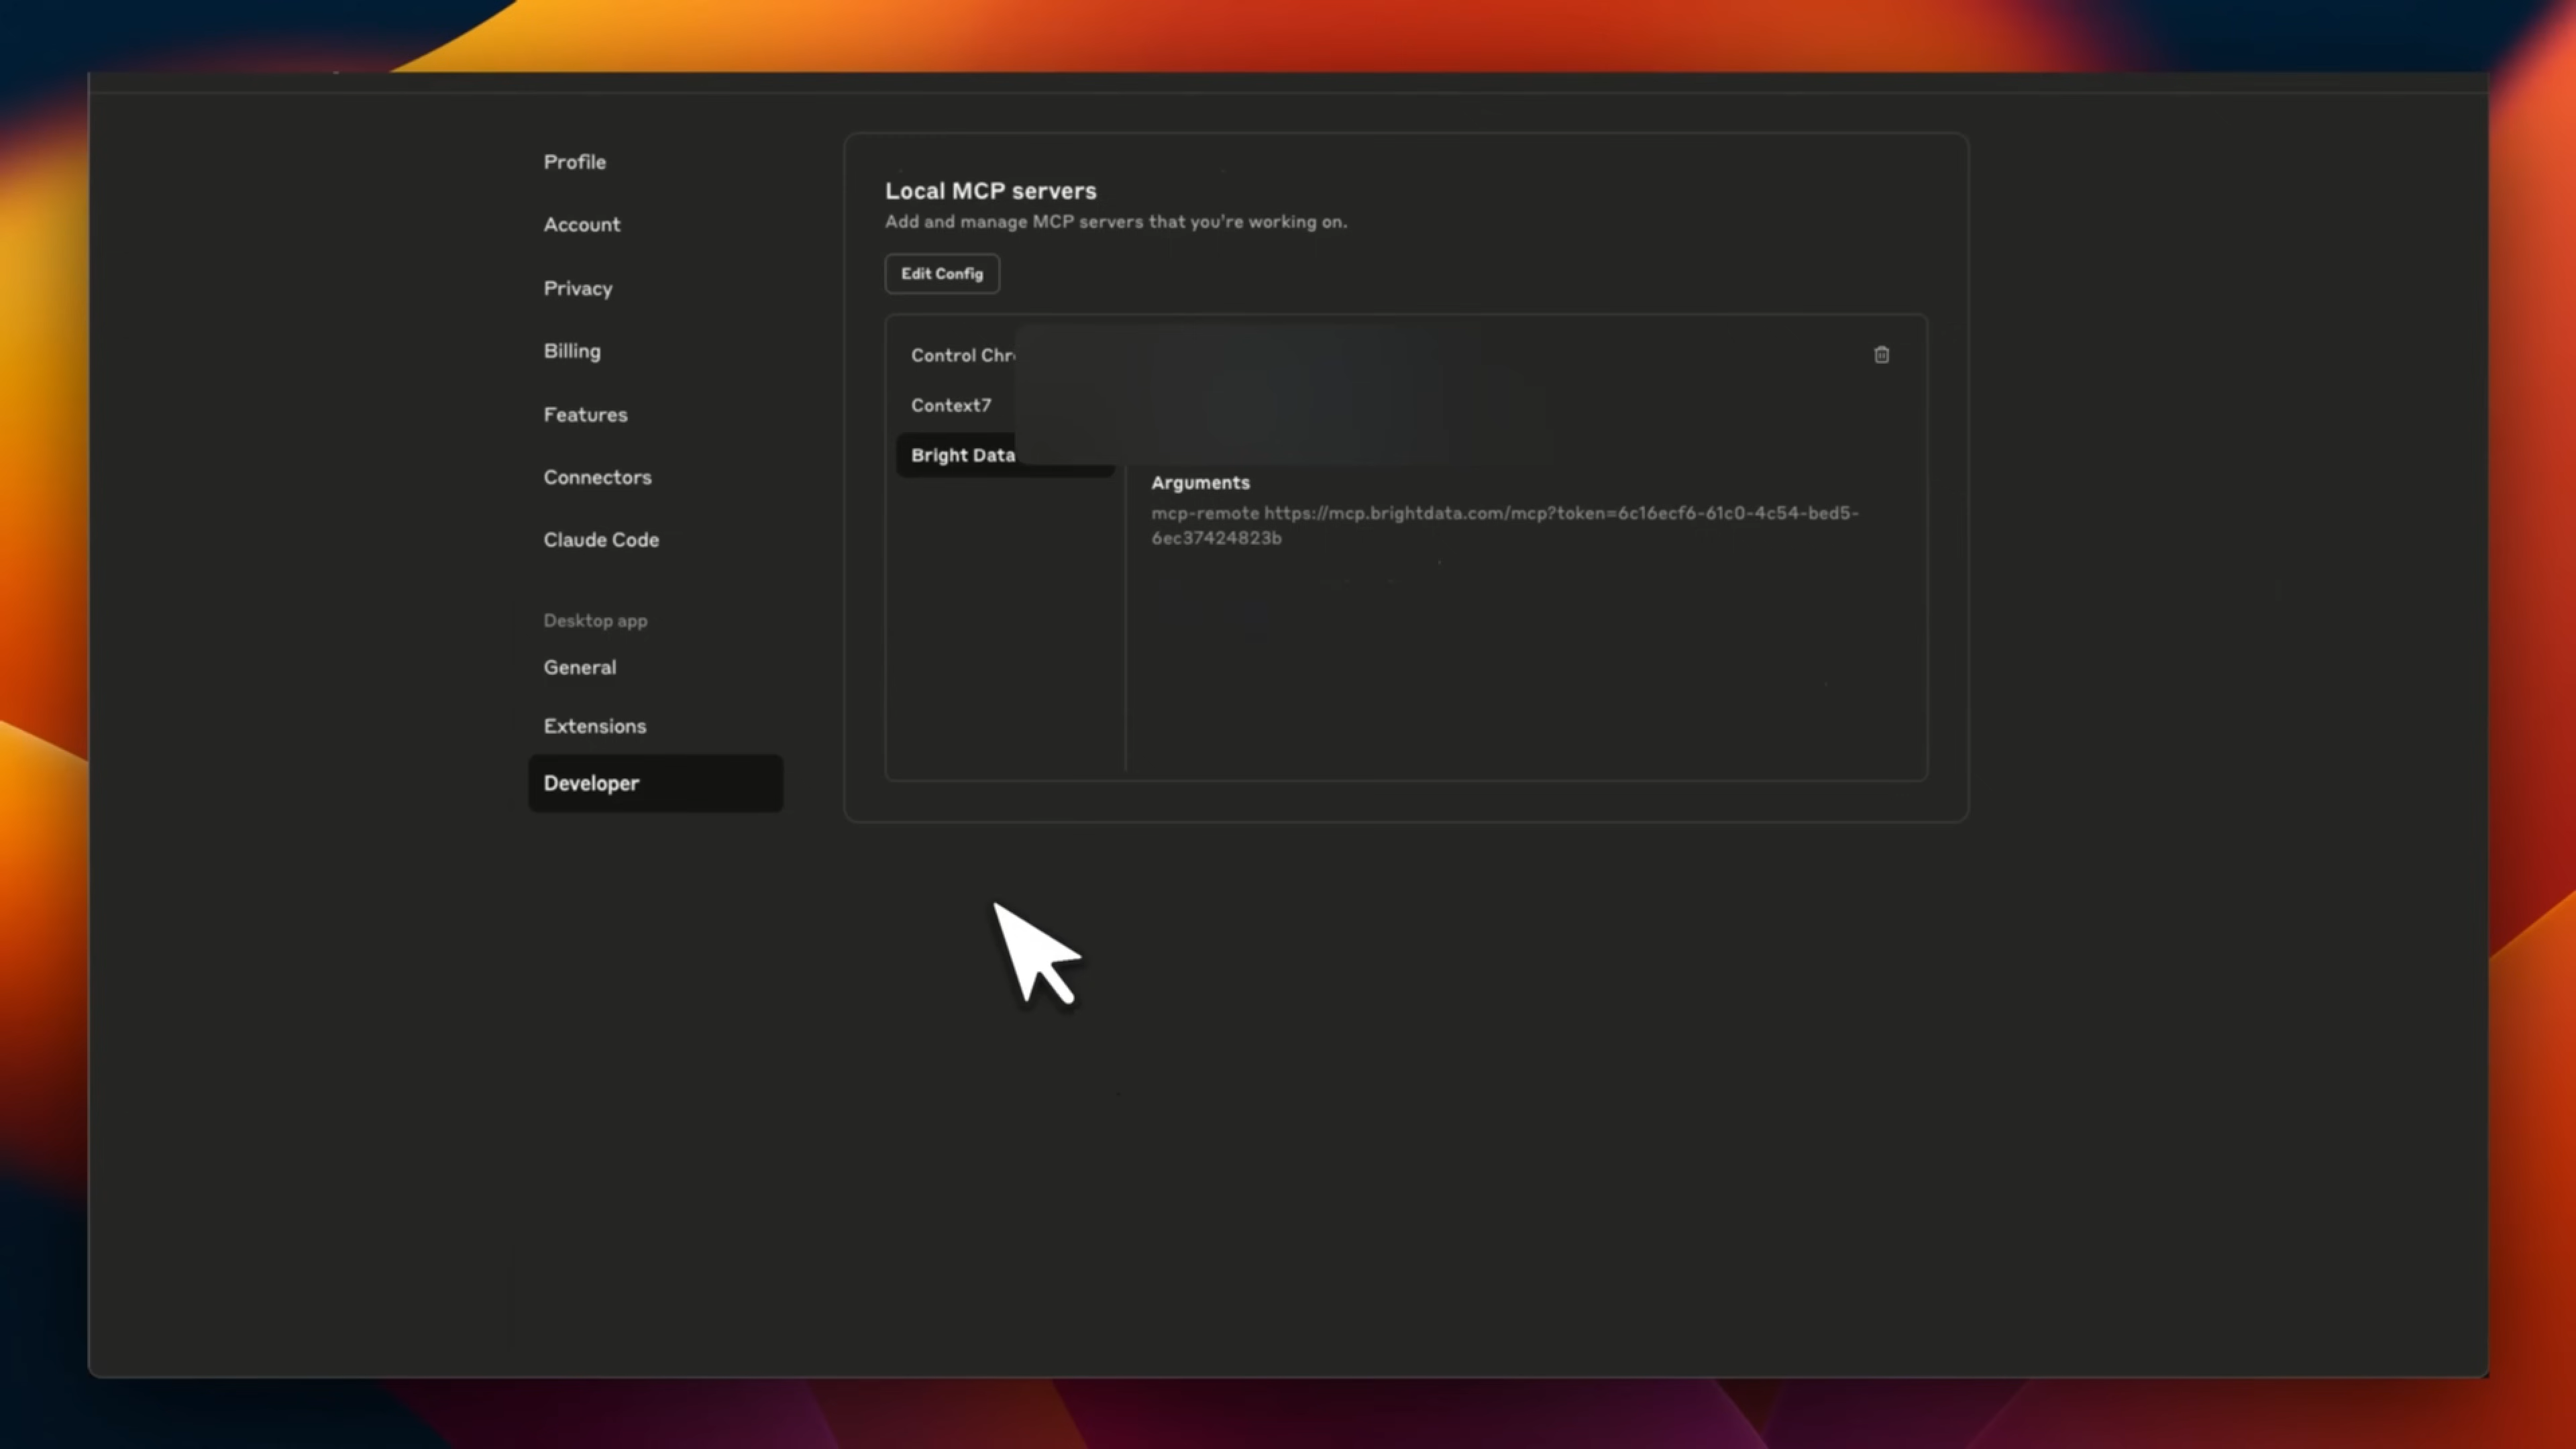 Profile
Account
Privacy
Billing
Features
Connectors
Claude Code
Desktop app
General
Extensions
Developer
Local MCP servers
Add and manage MCP servers that you're working on.
Edit Config
Control Chr
Context7
Bright Data
Arguments
mcp-remote https://mcp.brightdata.com/mcp?token=6c16ecf6-61c0-4c54-bed5-
6ec37424823b